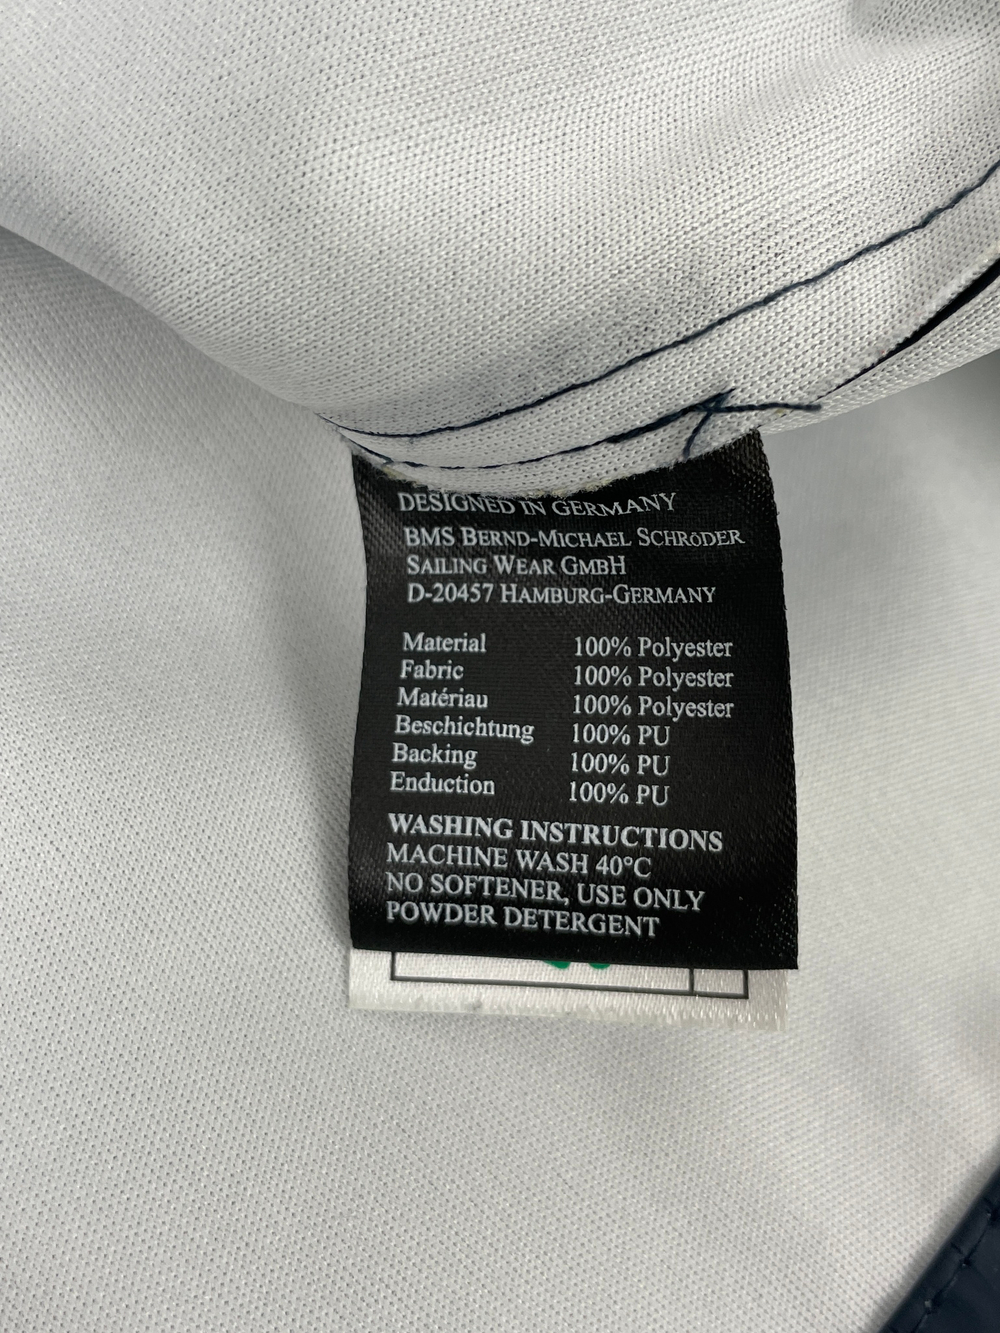 DESIGNED IN GERMANY
BMS BERND-MICHAEL SCHRöDER
SAILING WEAR GMBH
D-20457 HAMBURG-GERMANY
Material 100% Polyester
Fabric 100% Polyester
Matériau 100% Polyester
Beschichtung 100% PU
Backing 100% PU
Enduction 100% PU
WASHING INSTRUCTIONS
MACHINE WASH 40°C
NO SOFTENER, USE ONLY
POWDER DETERGENT